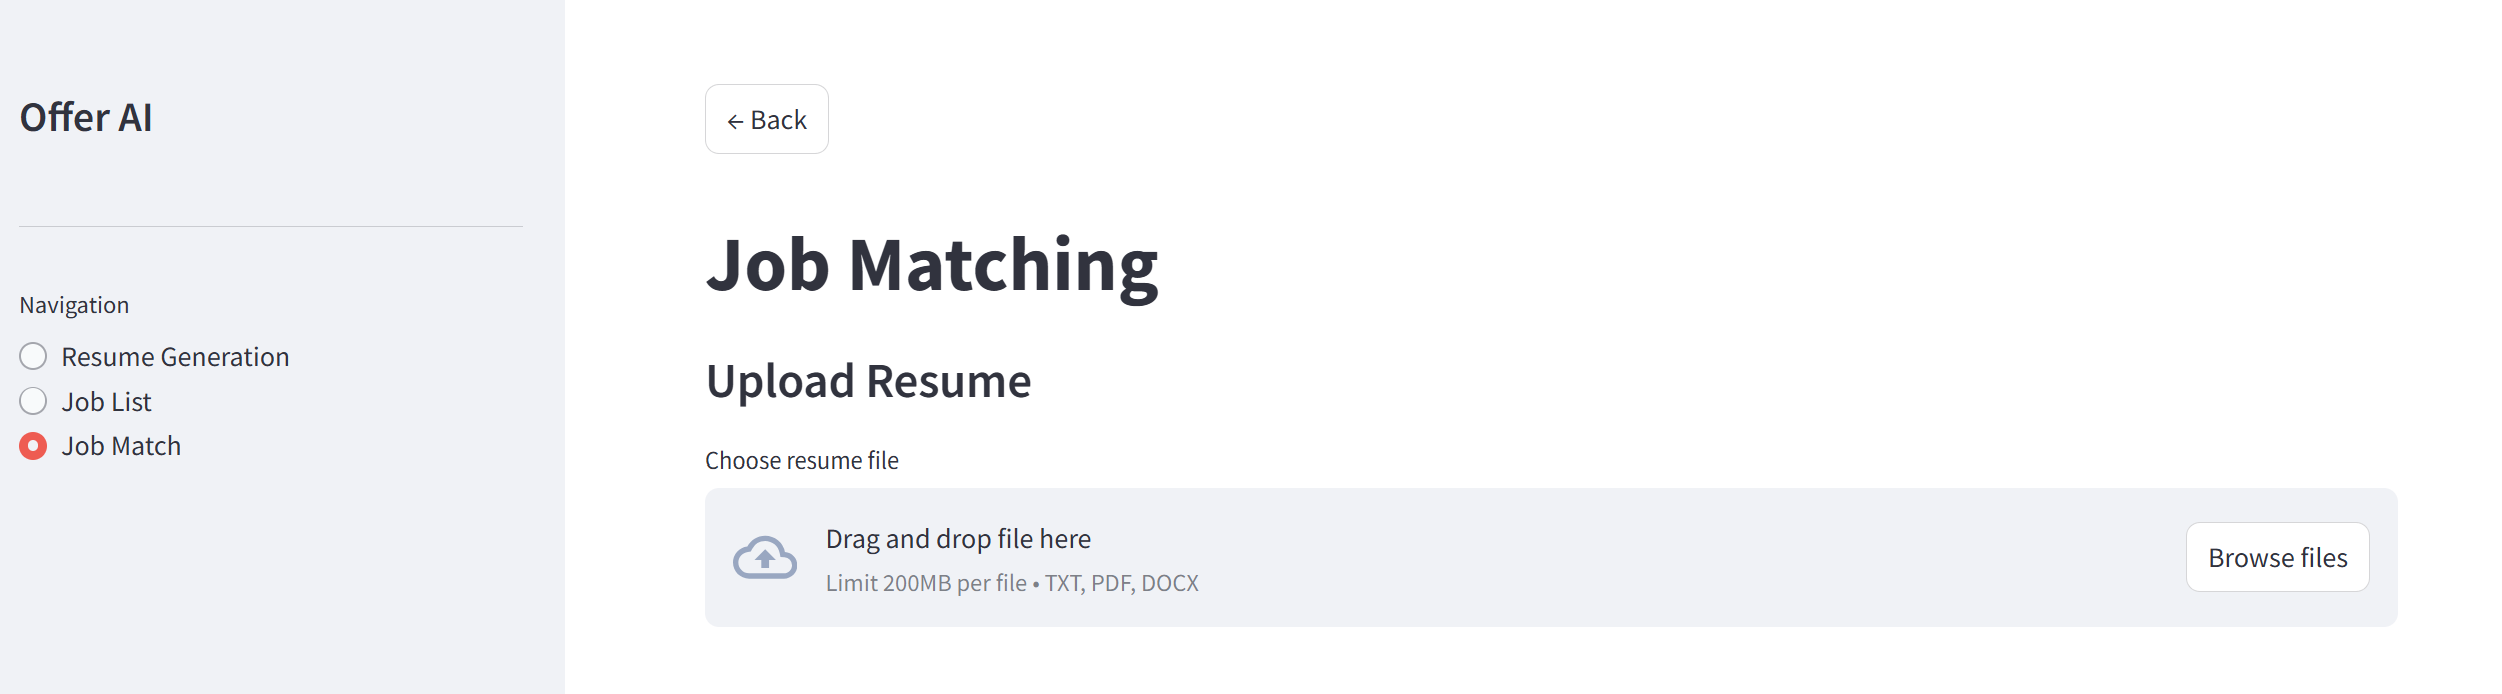 Offer AI
Navigation
Resume Generation
Job List
Job Match
← Back
Job Matching
Upload Resume
Choose resume file
Drag and drop file here
Limit 200MB per file • TXT, PDF, DOCX
Browse files